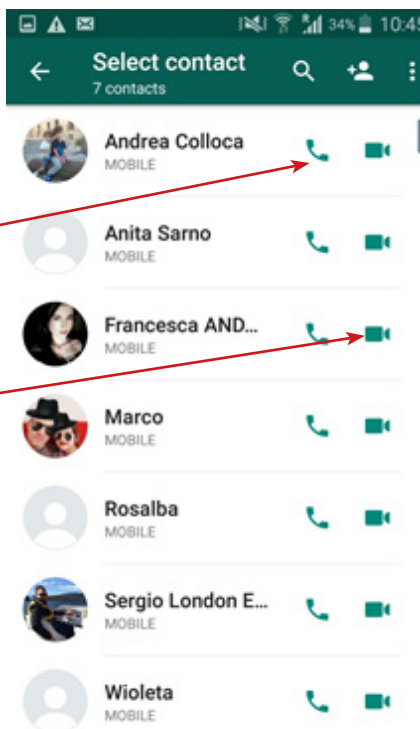 34% 10:45
Select contact
7 contacts
Andrea Colloca
MOBILE
Anita Sarno
MOBILE
Francesca AND...
MOBILE
Marco
MOBILE
Rosalba
MOBILE
Sergio London E...
MOBILE
Wioleta
MOBILE